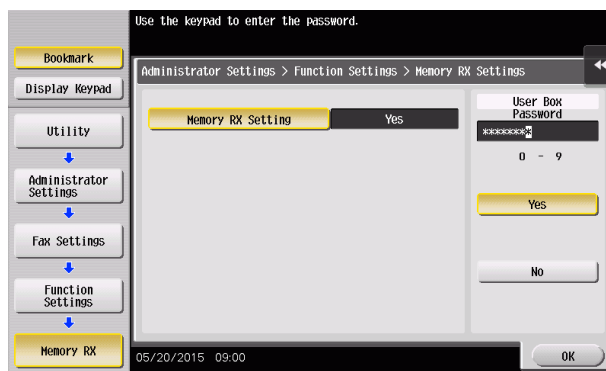 Use the keypad to enter the password.
Bookmark
Display Keypad
Utility
Administrator
Settings
Fax Settings
Function
Settings
Memory RX
Administrator Settings > Function Settings > Memory RX Settings
Memory RX Setting
Yes
User Box
Password
********
0 - 9
Yes
No
05/20/2015 09:00
OK